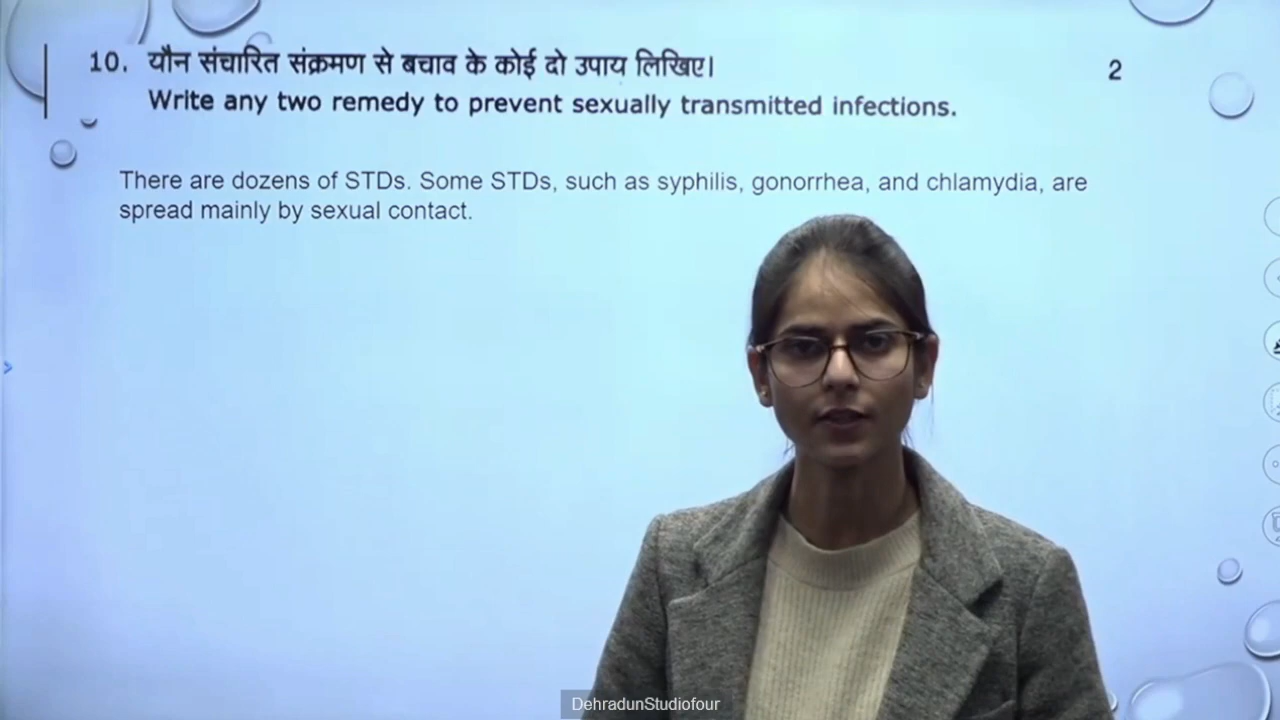 10. यौन संचारित संक्रमण से बचाव के कोई दो उपाय लिखिए। 2
Write any two remedy to prevent sexually transmitted infections.
There are dozens of STDs. Some STDs, such as syphilis, gonorrhea, and chlamydia, are
spread mainly by sexual contact.
DehradunStudiofour